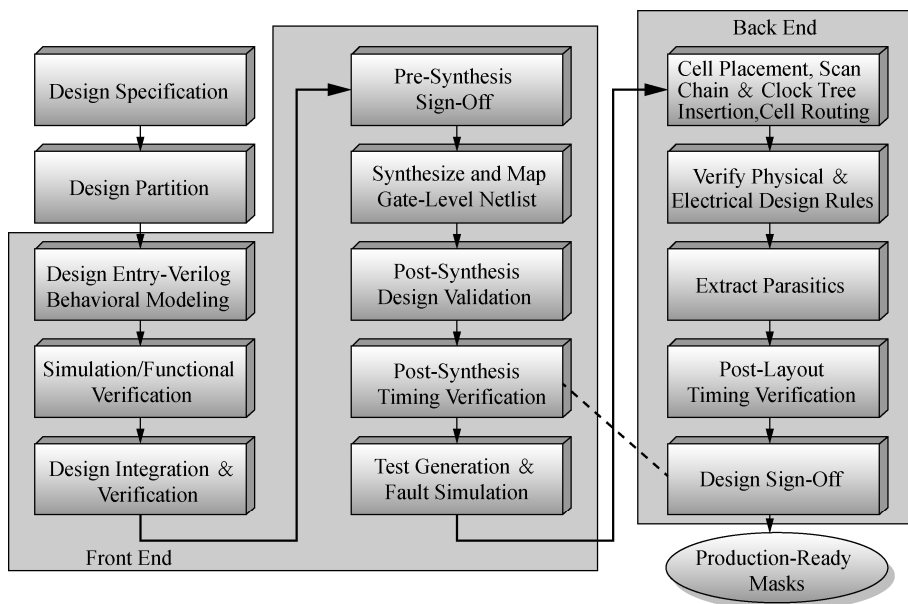 Design Specification
Design Partition
Design Entry-Verilog
Behavioral Modeling
Simulation/Functional
Verification
Design Integration &
Verification
Front End
Pre-Synthesis
Sign-Off
Synthesize and Map
Gate-Level Netlist
Post-Synthesis
Design Validation
Post-Synthesis
Timing Verification
Test Generation &
Fault Simulation
Back End
Cell Placement, Scan
Chain & Clock Tree
Insertion,Cell Routing
Verify Physical &
Electrical Design Rules
Extract Parasitics
Post-Layout
Timing Verification
Design Sign-Off
Production-Ready
Masks